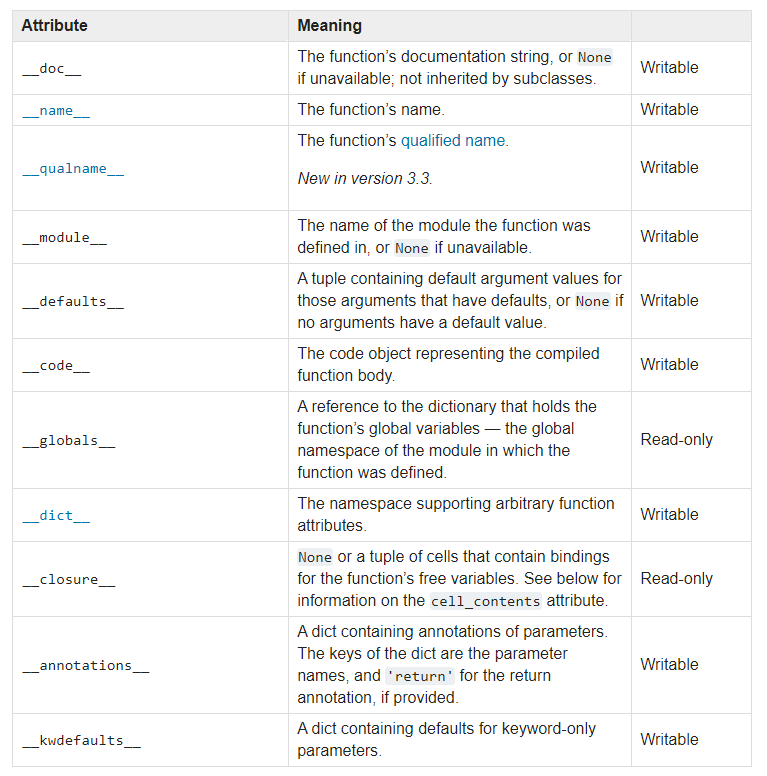 Attribute Meaning
__doc__ The function’s documentation string, or None Writable
if unavailable; not inherited by subclasses.
__name__ The function’s name. Writable
__qualname__ The function’s qualified name. Writable
New in version 3.3.
__module__ The name of the module the function was Writable
defined in, or None if unavailable.
__defaults__ A tuple containing default argument values for Writable
those arguments that have defaults, or None if
no arguments have a default value.
__code__ The code object representing the compiled Writable
function body.
__globals__ A reference to the dictionary that holds the Read-only
function’s global variables — the global
namespace of the module in which the
function was defined.
__dict__ The namespace supporting arbitrary function Writable
attributes.
__closure__ None or a tuple of cells that contain bindings Read-only
for the function’s free variables. See below for
information on the cell_contents attribute.
__annotations__ A dict containing annotations of parameters. Writable
The keys of the dict are the parameter
names, and 'return' for the return
annotation, if provided.
__kwdefaults__ A dict containing defaults for keyword-only Writable
parameters.